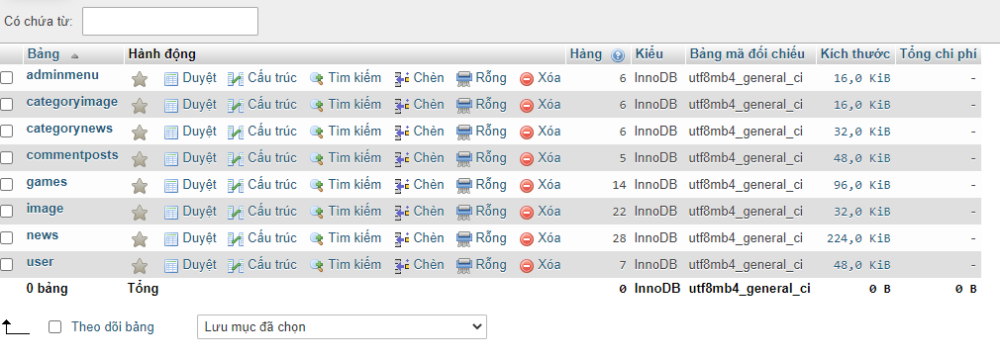 Có chứa từ:
Bảng Hành động Hàng Kiểu Bảng mã đối chiếu Kích thước Tổng chi phí
adminmenu Duyệt Cấu trúc Tìm kiếm Chèn Rỗng Xóa 6 InnoDB utf8mb4_general_ci 16,0 KiB -
categoryimage Duyệt Cấu trúc Tìm kiếm Chèn Rỗng Xóa 6 InnoDB utf8mb4_general_ci 16,0 KiB -
categorynews Duyệt Cấu trúc Tìm kiếm Chèn Rỗng Xóa 6 InnoDB utf8mb4_general_ci 32,0 KiB -
commentposts Duyệt Cấu trúc Tìm kiếm Chèn Rỗng Xóa 5 InnoDB utf8mb4_general_ci 48,0 KiB -
games Duyệt Cấu trúc Tìm kiếm Chèn Rỗng Xóa 14 InnoDB utf8mb4_general_ci 96,0 KiB -
image Duyệt Cấu trúc Tìm kiếm Chèn Rỗng Xóa 22 InnoDB utf8mb4_general_ci 32,0 KiB -
news Duyệt Cấu trúc Tìm kiếm Chèn Rỗng Xóa 28 InnoDB utf8mb4_general_ci 224,0 KiB -
user Duyệt Cấu trúc Tìm kiếm Chèn Rỗng Xóa 7 InnoDB utf8mb4_general_ci 48,0 KiB -
0 bảng Tổng 0 InnoDB utf8mb4_general_ci 0 B 0 B
Theo dõi bảng Lưu mục đã chọn